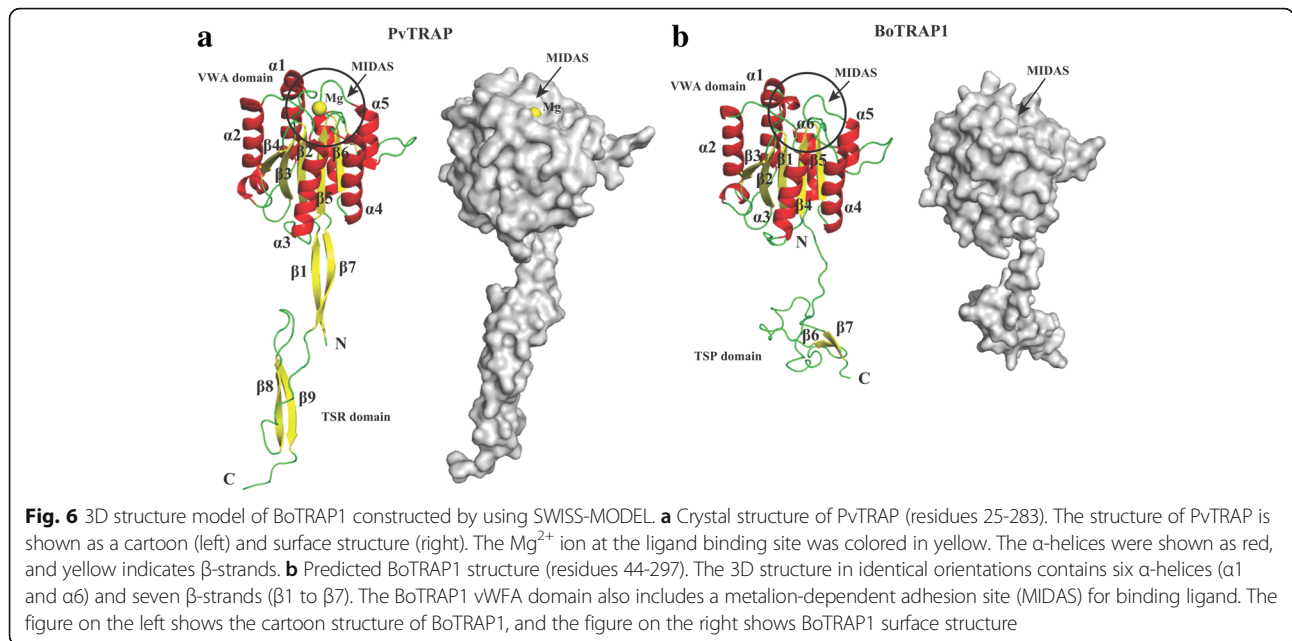 a
PvTRAP
α1
VWA domain
MIDAS
Mg
α5
α2
β4
β2
β6
β3
β5
α4
α3
β1
β7
N
β8
β9
TSR domain
C
MIDAS
Mg
b
BoTRAP1
α1
VWA domain
MIDAS
α5
α6
α2
β3
β1
β5
β2
α3
β4
α4
N
β6
β7
TSP domain
C
MIDAS
Fig. 6 3D structure model of BoTRAP1 constructed by using SWISS-MODEL. a Crystal structure of PvTRAP (residues 25-283). The structure of PvTRAP is
shown as a cartoon (left) and surface structure (right). The Mg²⁺ ion at the ligand binding site was colored in yellow. The α-helices were shown as red,
and yellow indicates β-strands. b Predicted BoTRAP1 structure (residues 44-297). The 3D structure in identical orientations contains six α-helices (α1
and α6) and seven β-strands (β1 to β7). The BoTRAP1 vWFA domain also includes a metalion-dependent adhesion site (MIDAS) for binding ligand. The
figure on the left shows the cartoon structure of BoTRAP1, and the figure on the right shows BoTRAP1 surface structure